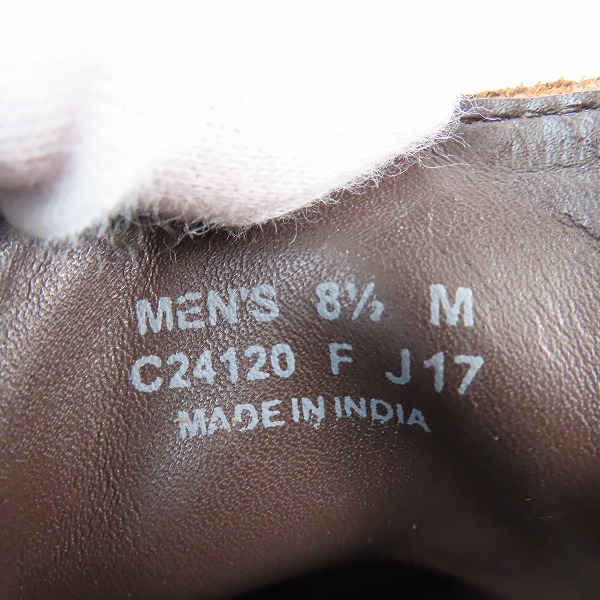 MEN'S 8½ M
C24120 F J17
MADE IN INDIA